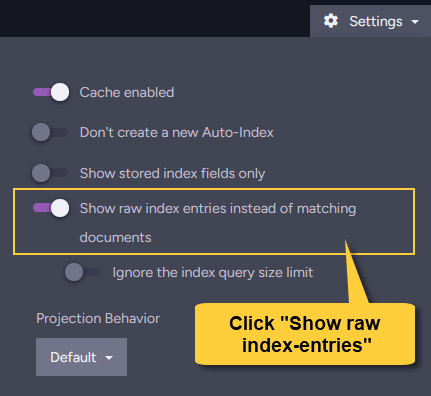 Settings
Cache enabled
Don't create a new Auto-Index
Show stored index fields only
Show raw index entries instead of matching
documents
Ignore the index query size limit
Projection Behavior
Default
Click "Show raw
index-entries"